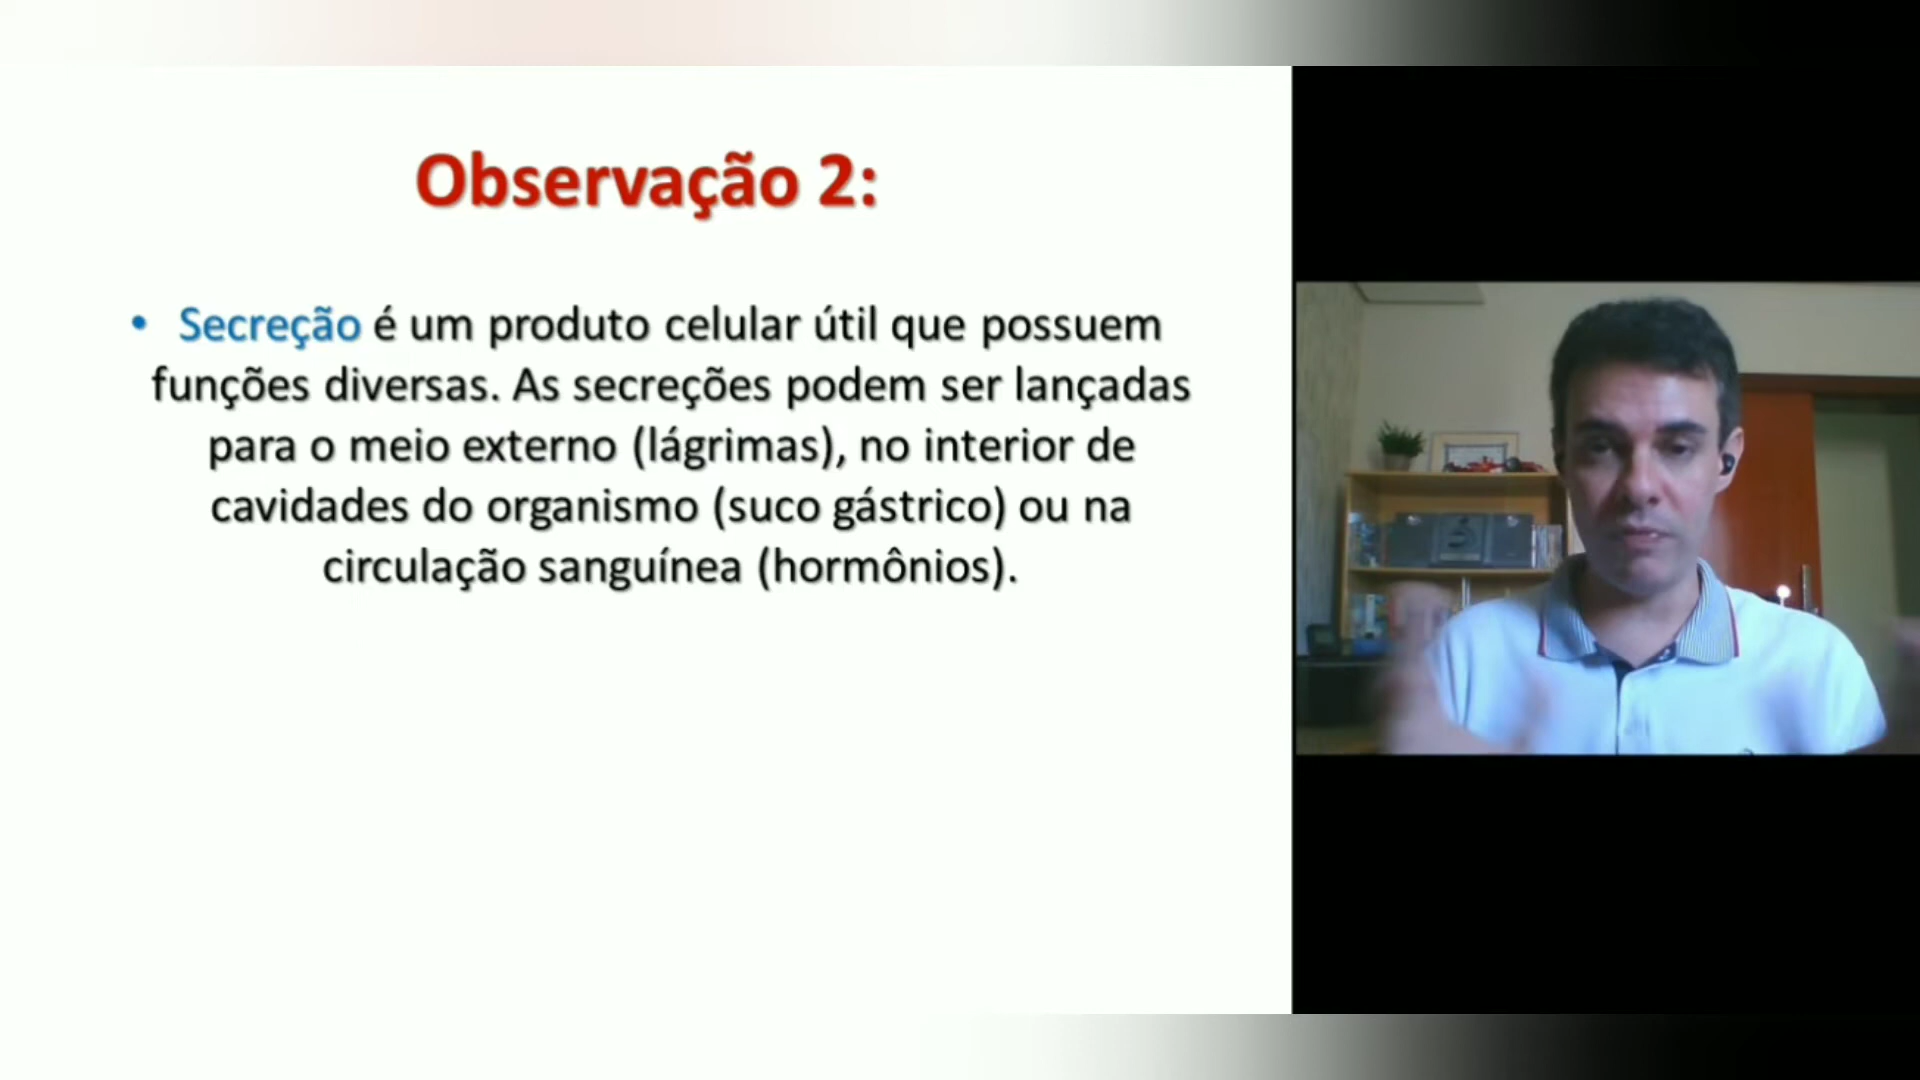 Observação 2:
• Secreção é um produto celular útil que possuem
funções diversas. As secreções podem ser lançadas
para o meio externo (lágrimas), no interior de
cavidades do organismo (suco gástrico) ou na
circulação sanguínea (hormônios).